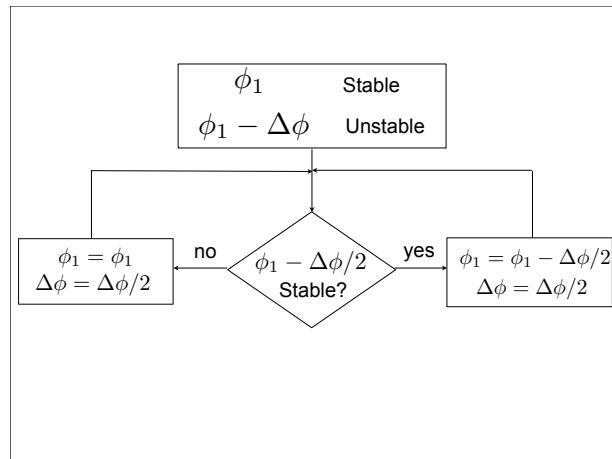 ϕ₁ Stable
ϕ₁ − Δϕ Unstable
no
ϕ₁ − Δϕ/2
Stable?
yes
ϕ₁ = ϕ₁
Δϕ = Δϕ/2
ϕ₁ = ϕ₁ − Δϕ/2
Δϕ = Δϕ/2